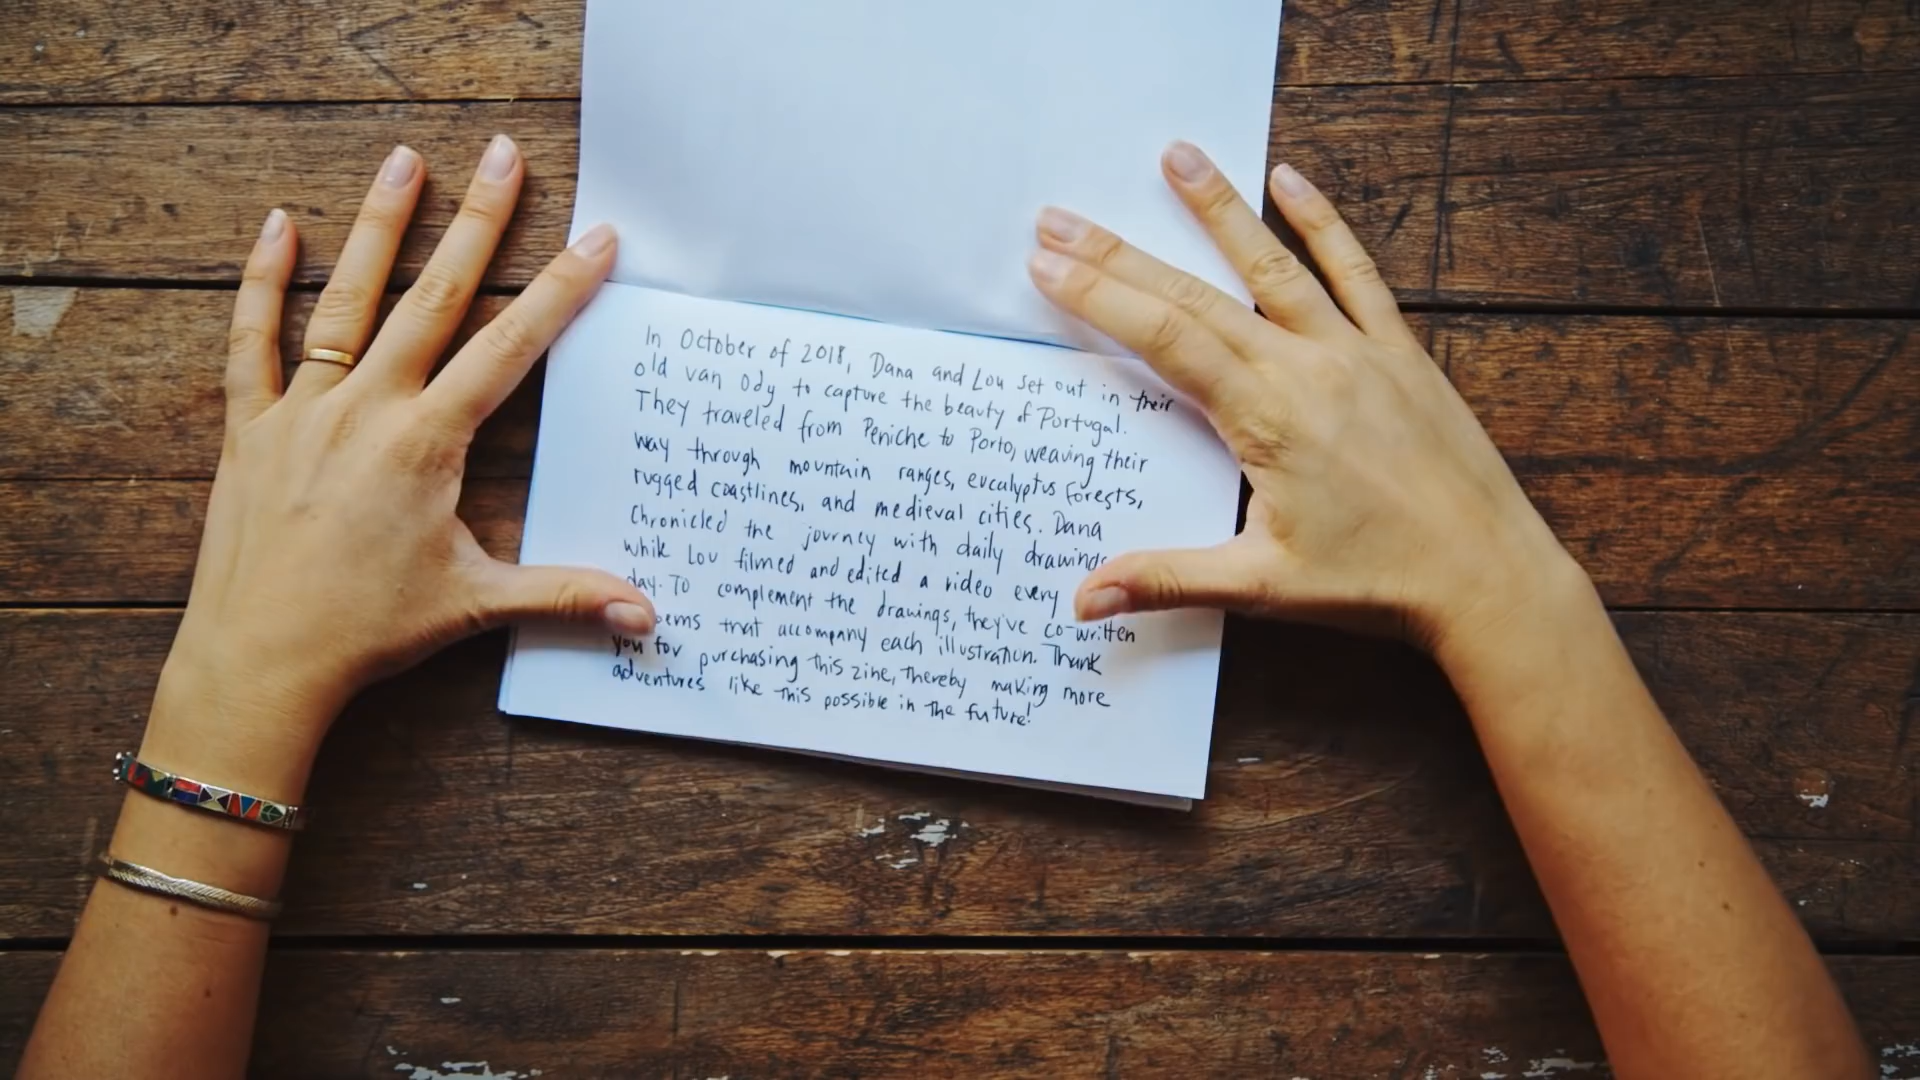 In October of 2018, Dana and Lou set out in their
old van Ody to capture the beauty of Portugal.
They traveled from Peniche to Porto, weaving their
way through mountain ranges, eucalyptus forests,
rugged coastlines, and medieval cities. Dana
chronicled the journey with daily drawings
while Lou filmed and edited a video every
day. To complement the drawings, they've co-written
poems that accompany each illustration. Thank
you for purchasing this zine, thereby making more
adventures like this possible in the future!